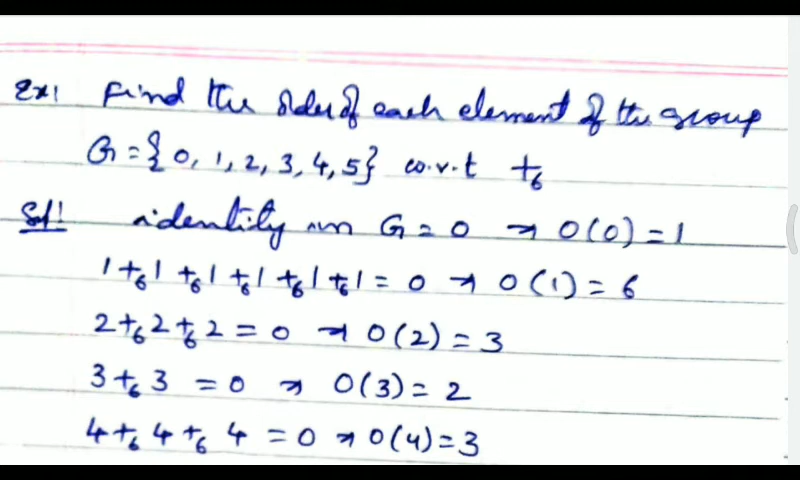 Ex: Find the order of each element of the group
G = {0, 1, 2, 3, 4, 5} w.r.t +₆
Sol! identity in G = 0 → O(0) = 1
1 +₆ 1 +₆ 1 +₆ 1 +₆ 1 +₆ 1 = 0 → O(1) = 6
2 +₆ 2 +₆ 2 = 0 → O(2) = 3
3 +₆ 3 = 0 → O(3) = 2
4 +₆ 4 +₆ 4 = 0 → O(4) = 3